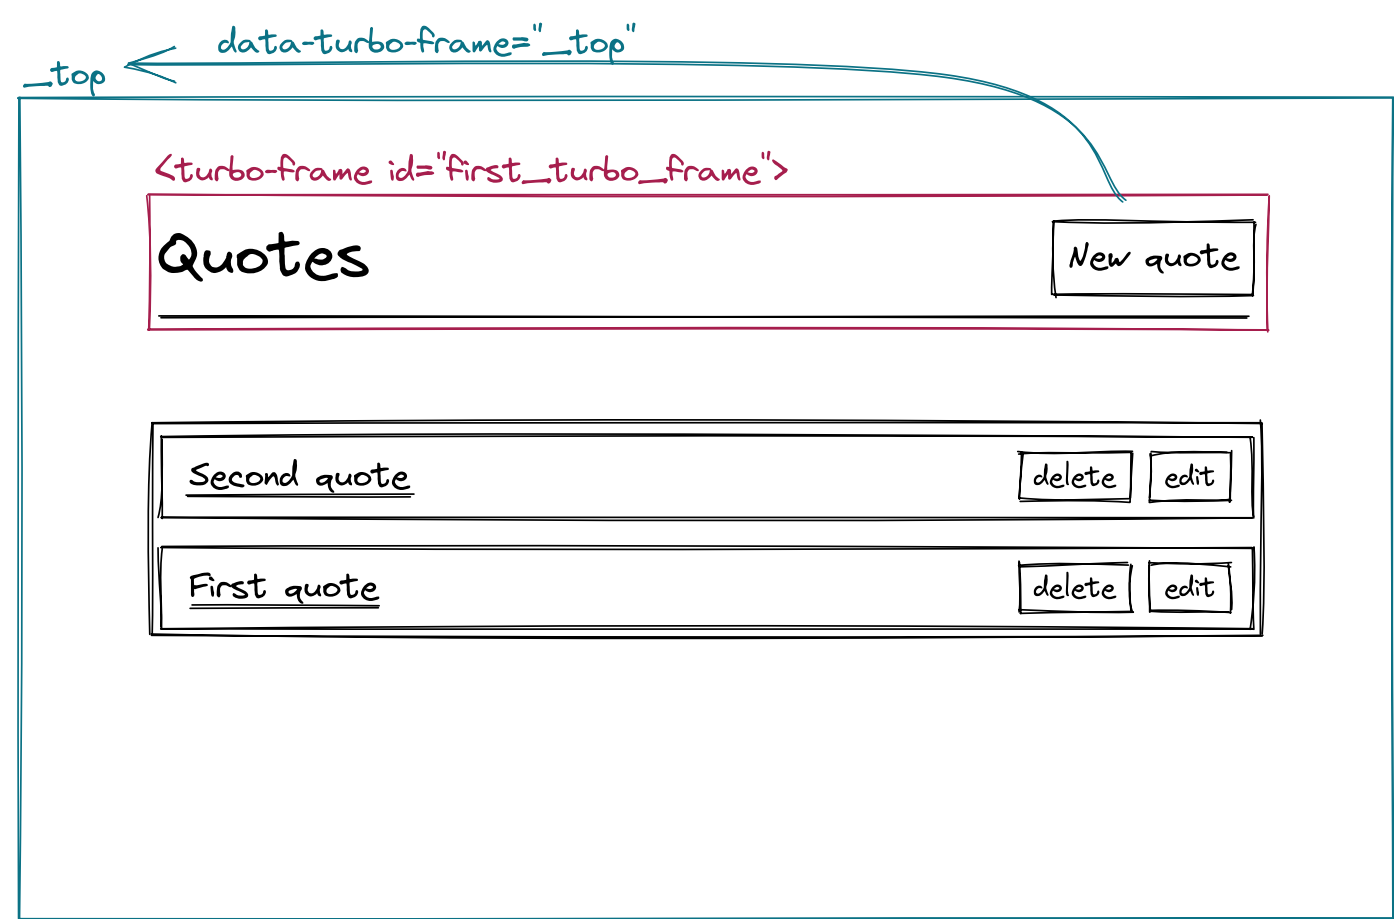 data-turbo-frame="_top"
_top
<turbo-frame id="first_turbo_frame">
Quotes New quote
Second quote delete edit
First quote delete edit